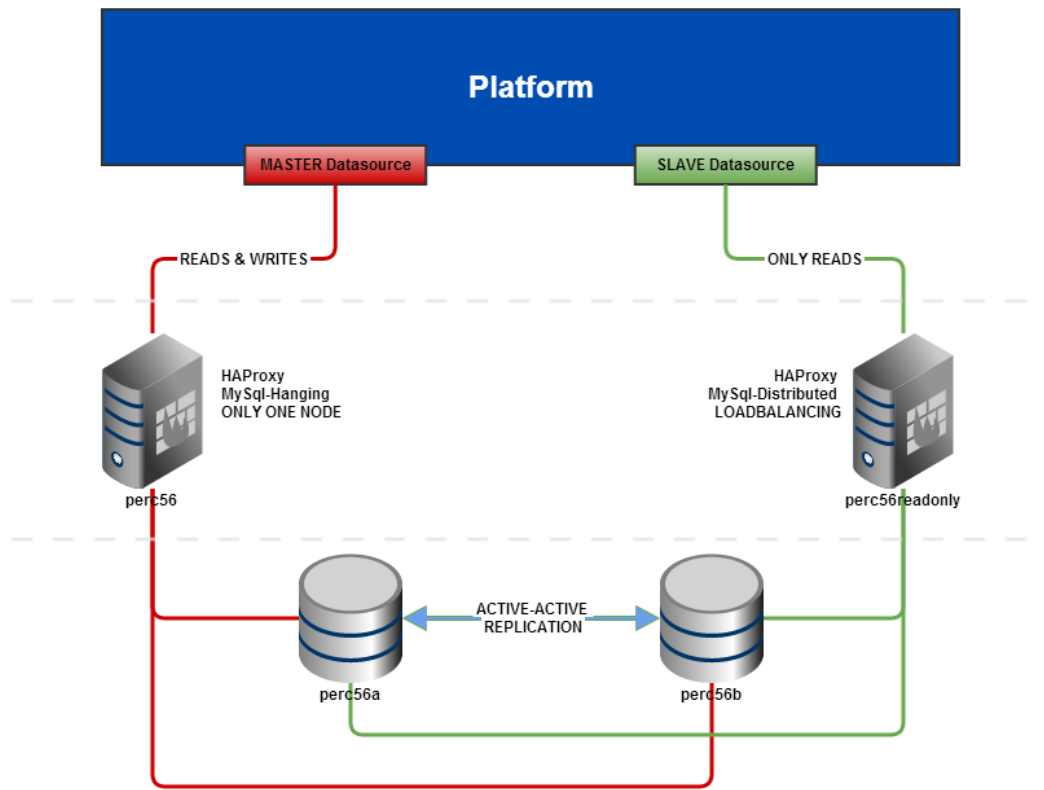 Platform
MASTER Datasource
SLAVE Datasource
READS & WRITES
ONLY READS
HAProxy
MySql-Hanging
ONLY ONE NODE
HAProxy
MySql-Distributed
LOADBALANCING
perc56
perc56readonly
ACTIVE-ACTIVE
REPLICATION
perc56a
perc56b